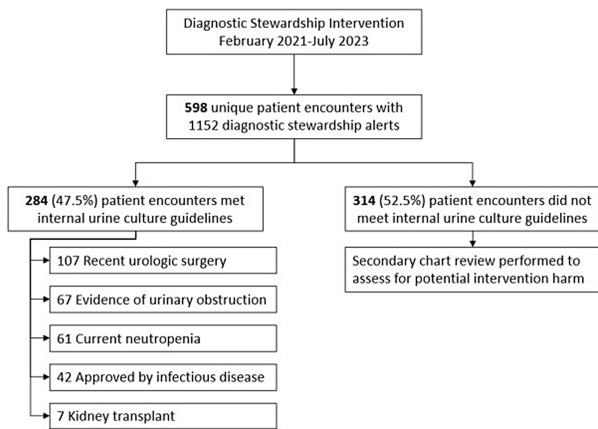 Diagnostic Stewardship Intervention
February 2021-July 2023
598 unique patient encounters with
1152 diagnostic stewardship alerts
284 (47.5%) patient encounters met
internal urine culture guidelines
314 (52.5%) patient encounters did not
meet internal urine culture guidelines
107 Recent urologic surgery
67 Evidence of urinary obstruction
61 Current neutropenia
42 Approved by infectious disease
7 Kidney transplant
Secondary chart review performed to
assess for potential intervention harm